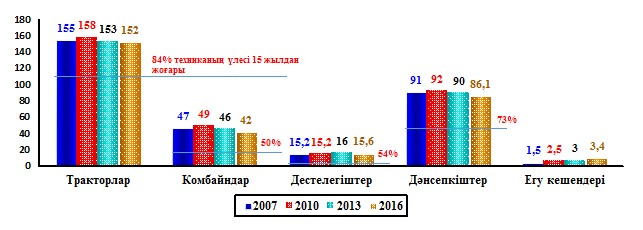 180
160
140
120
100
80
60
40
20
0
155 158 153 152
84% техниканың үлесі 15 жылдан
жоғары
47 49 46 42
50%
15,2 15,2 16 15,6
54%
91 92 90 86,1
73%
1,5 2,5 3 3,4
Тракторлар Комбайндар Дестелегіштер Дәнсепкіштер Егу кешендері
2007 2010 2013 2016